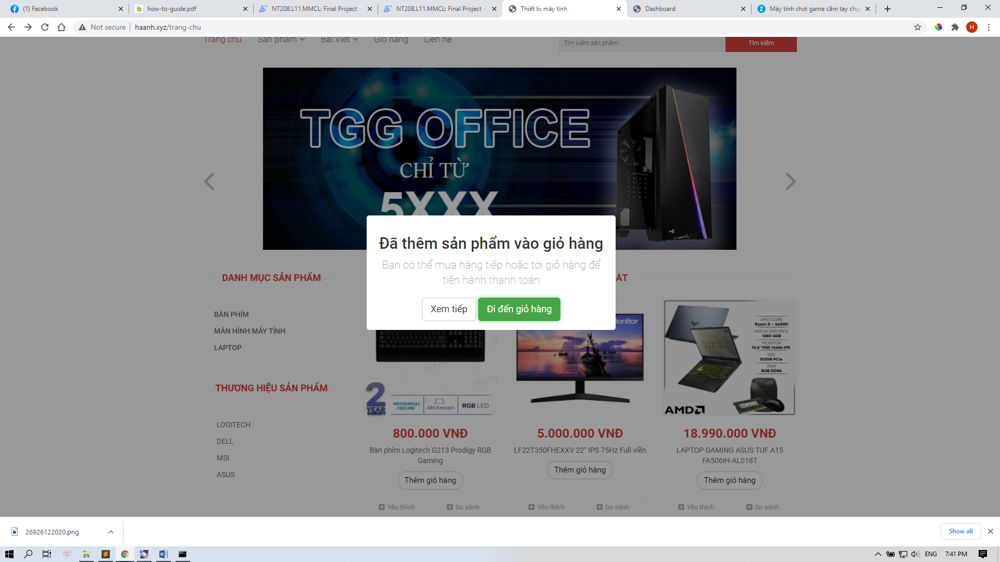 (1) Facebook
how-to-guide.pdf
NT208.L11.MMCL: Final Project -
NT208.L11.MMCL: Final Project -
Thiết bị máy tính
Dashboard
Máy tính chơi game cầm tay chạ
Not secure
haanh.xyz/trang-chu
H
Trang chủ
Sản phẩm
Bài Viết
Giỏ hàng
Liên hệ
Tìm kiếm sản phẩm
Tìm kiếm
TGG OFFICE
CHỈ TỪ
5XXX
Đã thêm sản phẩm vào giỏ hàng
Bạn có thể mua hàng tiếp hoặc tới giỏ hàng để
tiến hành thanh toán
Xem tiếp
Đi đến giỏ hàng
DANH MỤC SẢN PHẨM
BÀN PHÍM
MÀN HÌNH MÁY TÍNH
LAPTOP
THƯƠNG HIỆU SẢN PHẨM
LOGITECH
DELL
MSI
ASUS
ẤT
2
YEAR
WARRANTY
MECHANICAL
FEELING
ABS Keycaps
RGB LED
800.000 VNĐ
Bàn phím Logitech G213 Prodigy RGB
Gaming
Thêm giỏ hàng
Yêu thích
So sánh
Monitor
5.000.000 VNĐ
LF22T350FHEXXV 22" IPS 75Hz Full viền
Thêm giỏ hàng
Yêu thích
So sánh
AMD CORE
Ryzen 5 – 4600H
NVIDIA GEFORCE
1650 4GB
MONITOR
15.6" FHD 144Hz IPS
SSD
512GB PCIe
RAM
8GB DDR4
AMD
18.990.000 VNĐ
LAPTOP GAMING ASUS TUF A15
FA506IH-AL018T
Thêm giỏ hàng
Yêu thích
So sánh
26926122020.png
Show all
ENG
7:41 PM